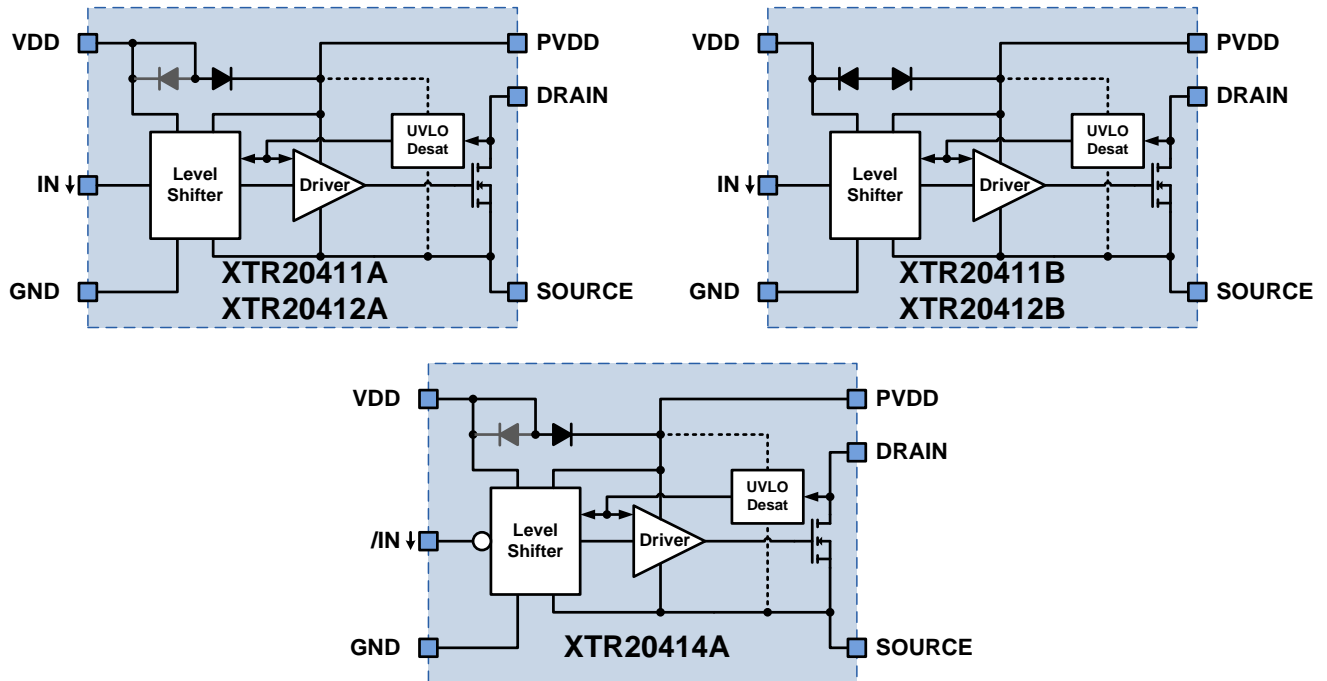 VDD
PVDD
DRAIN
UVLO
Desat
Level
Shifter
Driver
IN ↓
GND
SOURCE
XTR20411A
XTR20412A
VDD
PVDD
DRAIN
UVLO
Desat
Level
Shifter
Driver
IN ↓
GND
SOURCE
XTR20411B
XTR20412B
VDD
PVDD
DRAIN
UVLO
Desat
Level
Shifter
Driver
/IN ↓
GND
SOURCE
XTR20414A